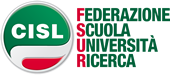 CISL
FEDERAZIONE
SCUOLA
UNIVERSITÀ
RICERCA